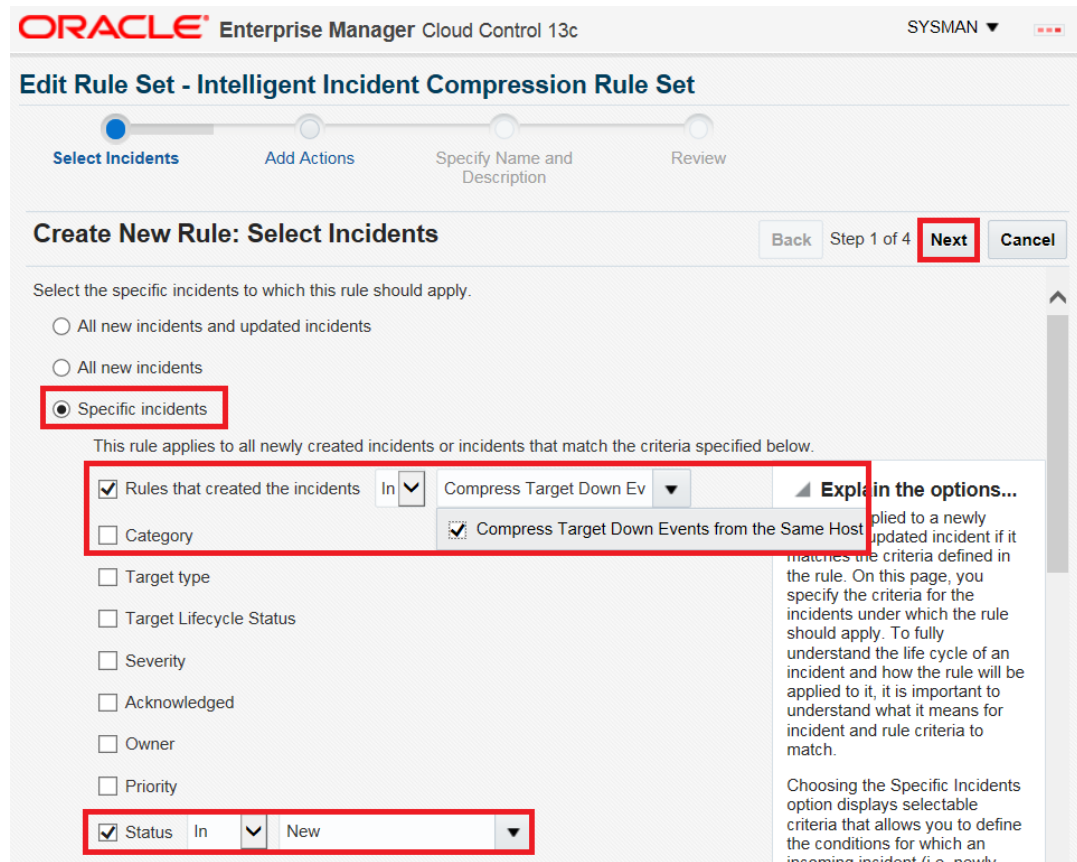 ORACLE Enterprise Manager Cloud Control 13c
SYSMAN
Edit Rule Set - Intelligent Incident Compression Rule Set
Select Incidents
Add Actions
Specify Name and
Description
Review
Create New Rule: Select Incidents
Back Step 1 of 4 Next Cancel
Select the specific incidents to which this rule should apply.
All new incidents and updated incidents
All new incidents
Specific incidents
This rule applies to all newly created incidents or incidents that match the criteria specified below.
Rules that created the incidents In Compress Target Down Ev
Compress Target Down Events from the Same Host
Category
Target type
Target Lifecycle Status
Severity
Acknowledged
Owner
Priority
Status In New
Explain the options...
plied to a newly
updated incident if it
matches the criteria defined in
the rule. On this page, you
specify the criteria for the
incidents under which the rule
should apply. To fully
understand the life cycle of an
incident and how the rule will be
applied to it, it is important to
understand what it means for
incident and rule criteria to
match.
Choosing the Specific Incidents
option displays selectable
criteria that allows you to define
the conditions for which an
incoming incident (i.e. newly